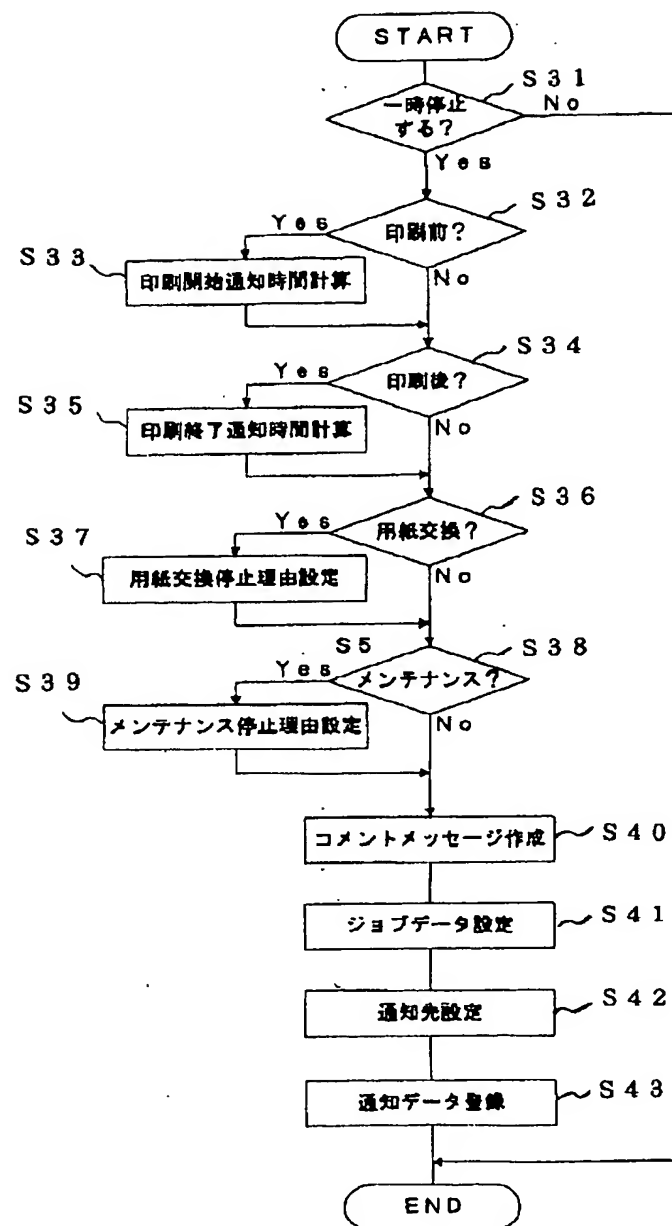 START
S31
一時停止
する?
No
Yes
S32
Yes
印刷前?
S33
印刷開始通知時間計算
No
S34
Yes
印刷後?
S35
印刷終了通知時間計算
No
S36
Yes
用紙交換?
S37
用紙交換停止理由設定
No
S5
S38
Yes
メンテナンス?
S39
メンテナンス停止理由設定
No
コメントメッセージ作成
S40
ジョブデータ設定
S41
通知先設定
S42
通知データ登録
S43
END